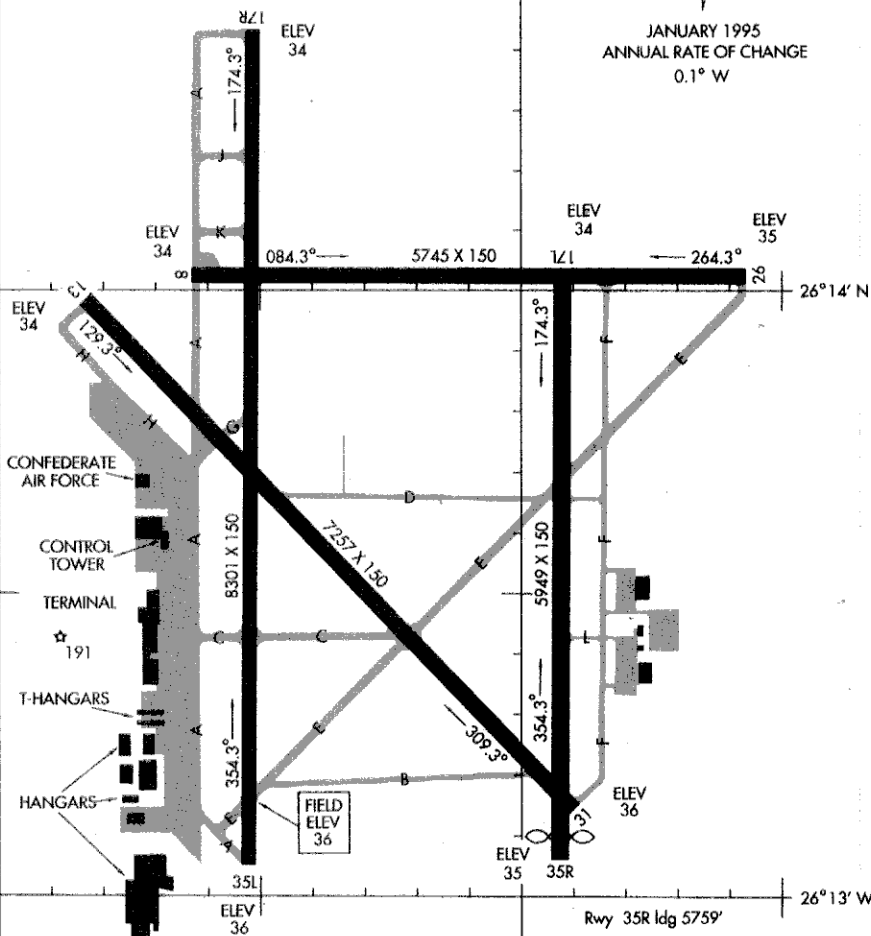 17R
ELEV
34
JANUARY 1995
ANNUAL RATE OF CHANGE
0.1° W
174.3°
A
J
K
ELEV
34
ELEV
34
ELEV
35
8
084.3°
5745 X 150
17L
264.3°
26
26°14' N
13
ELEV
34
129.3°
H
A
174.3°
F
E
H
G
CONFEDERATE
AIR FORCE
D
CONTROL
TOWER
A
8301 X 150
7257 X 150
E
5949 X 150
F
TERMINAL
191
C
C
F
T-HANGARS
A
354.3°
E
309.3°
354.3°
F
B
HANGARS
E
A
FIELD
ELEV
36
31
ELEV
36
ELEV
35
35R
35L
ELEV
36
26°13' W
Rwy 35R ldg 5759'